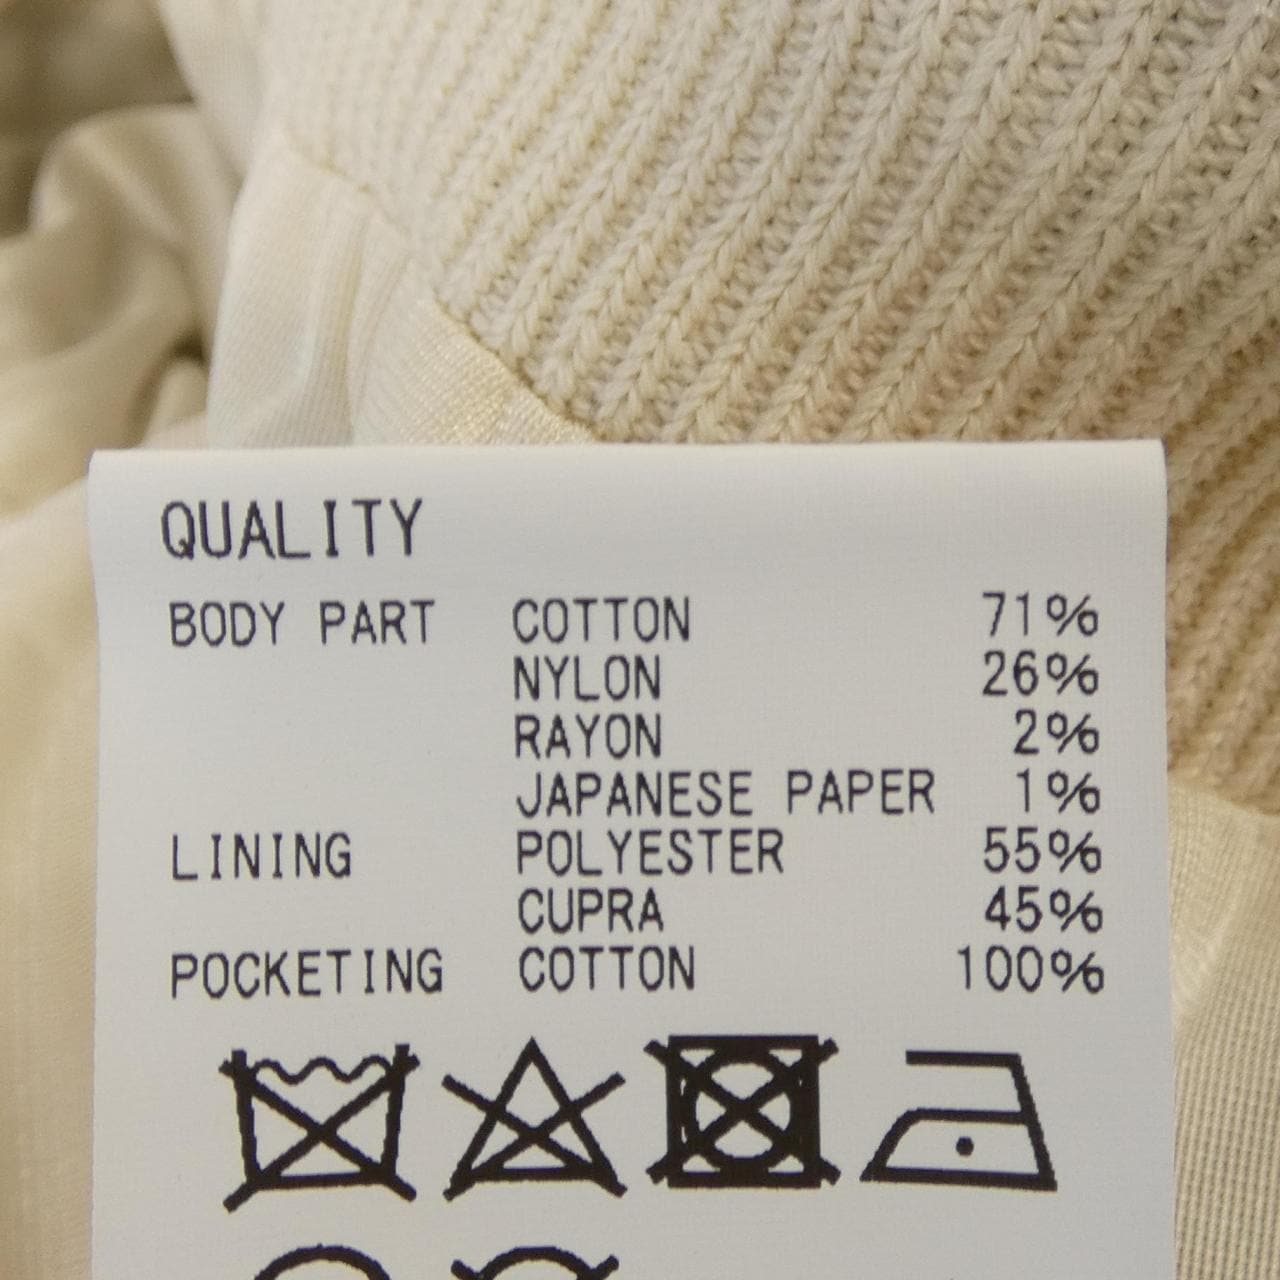 QUALITY
BODY PART COTTON 71%
NYLON 26%
RAYON 2%
JAPANESE PAPER 1%
LINING POLYESTER 55%
CUPRA 45%
POCKETING COTTON 100%